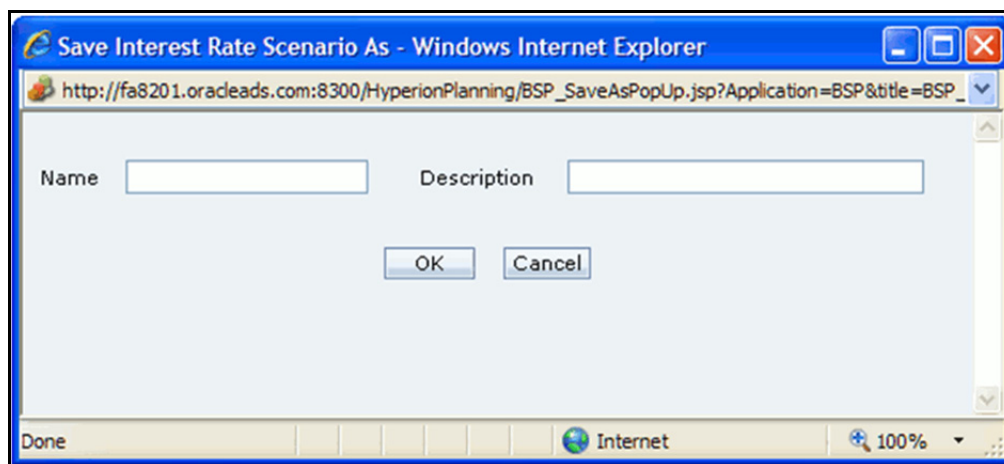 Save Interest Rate Scenario As - Windows Internet Explorer
http://fa8201.oracleads.com:8300/HyperionPlanning/BSP_SaveAsPopUp.jsp?Application=BSP&title=BSP_
Name Description
OK Cancel
Done Internet 100%